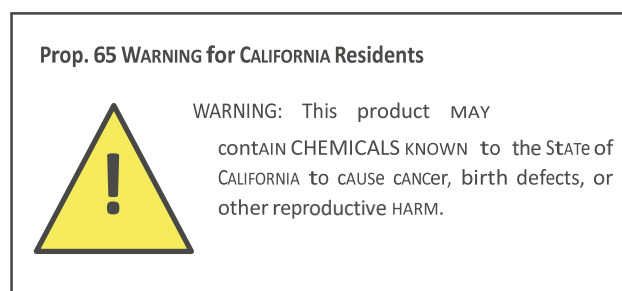 Prop. 65 WARNING for CALIFORNIA Residents
WARNING: This product MAY
contAIN CHEMICALS KNOWN to the StATe of
CALIFORNIA to cAUSe cANCer, birth defects, or
other reproductive HARM.
!